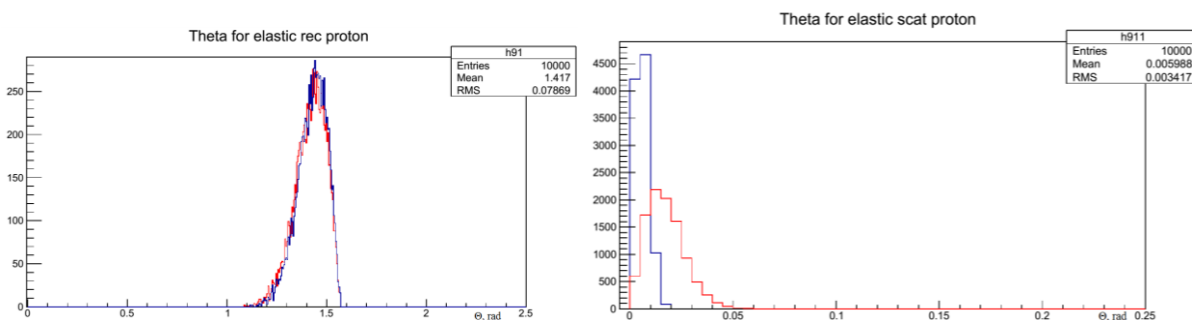 Theta for elastic rec proton
h91
Entries 10000
Mean 1.417
RMS 0.07869
250
200
150
100
50
0
0 0.5 1 1.5 2 2.5
Θ, rad
Theta for elastic scat proton
h911
Entries 10000
Mean 0.005988
RMS 0.003417
4500
4000
3500
3000
2500
2000
1500
1000
500
0
0 0.05 0.1 0.15 0.2 0.25
Θ, rad